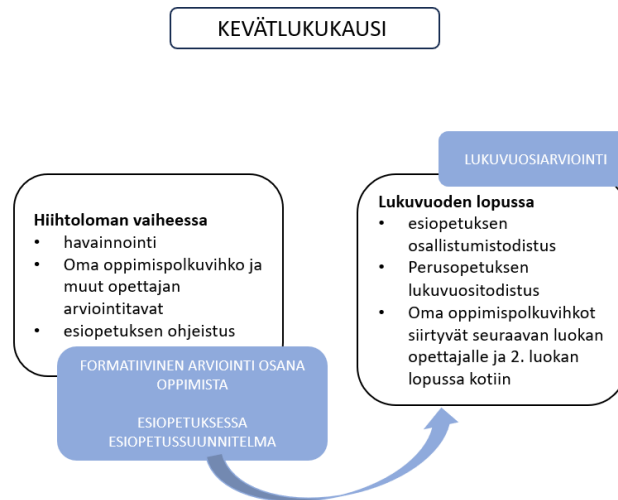 KEVÄTLUKUKAUSI
LUKUVUOSIARVIOINTI
Hiihtoloman vaiheessa
• havainnointi
• Oma oppimispolkuvihko ja
muut opettajan
arviointitavat
• esiopetuksen ohjeistus
FORMATIIVINEN ARVIOINTI OSANA
OPPIMISTA
ESIOPETUKSESSA
ESIOPETUSSUUNNITELMA
Lukuvuoden lopussa
• esiopetuksen
osallistumistodistus
• Perusopetuksen
lukuvuositodistus
• Oma oppimispolkuvihkot
siirtyvät seuraavan luokan
opettajalle ja 2. luokan
lopussa kotiin